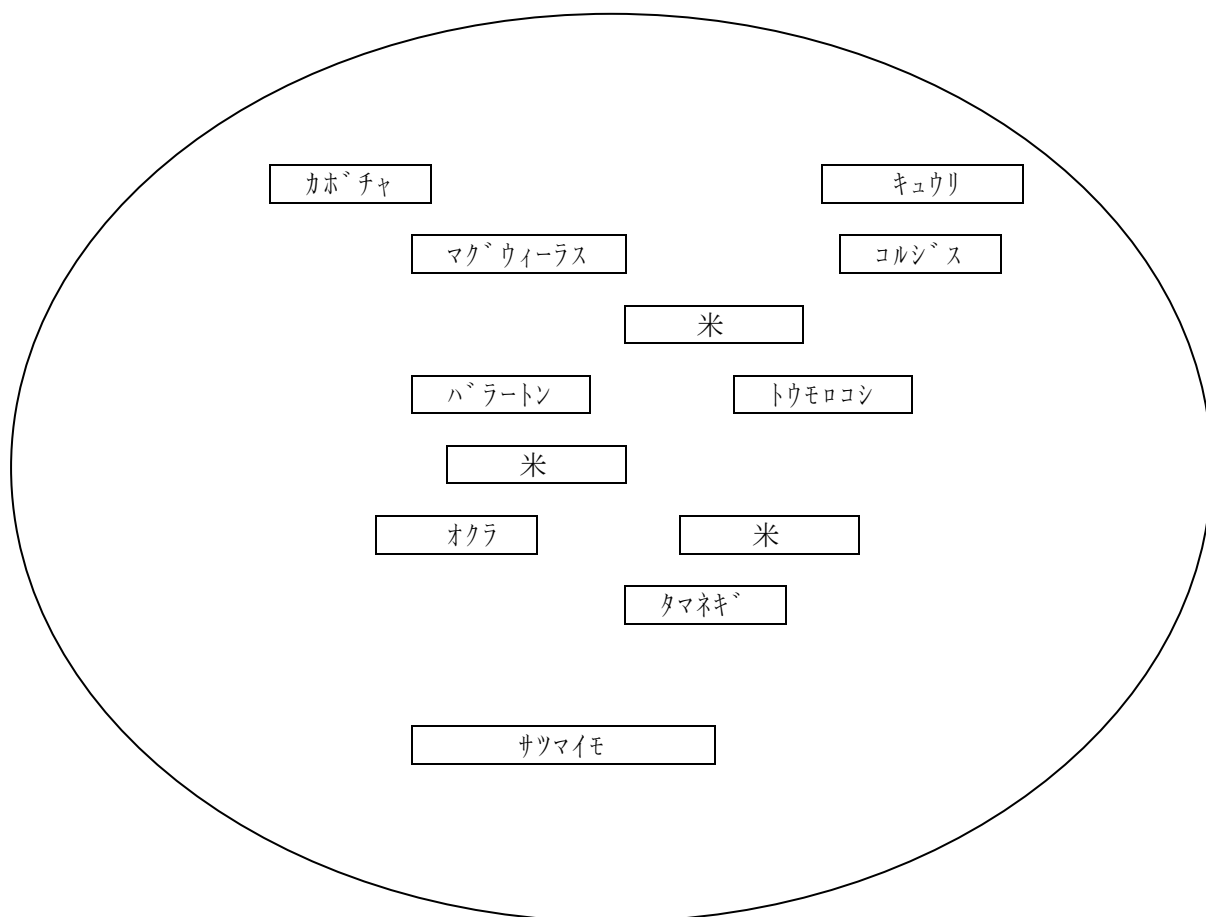 カボチャ
キュウリ
マグウィーラス
コルジス
米
バラートン
トウモロコシ
米
オクラ
米
タマネギ
サツマイモ